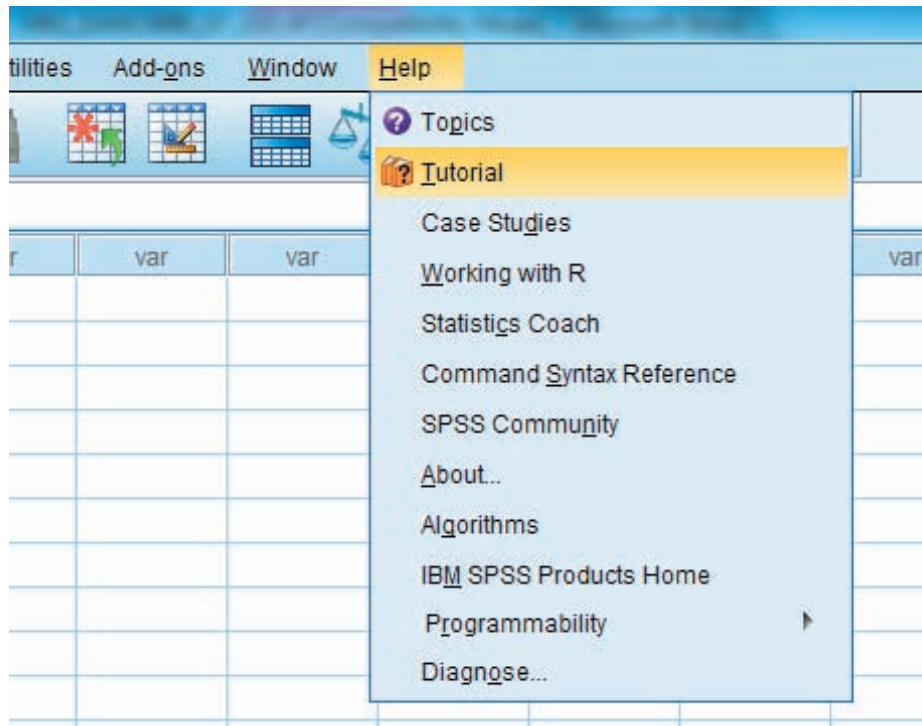 tilities Add-ons Window Help
Topics
Tutorial
r var var var
Case Studies
Working with R
Statistics Coach
Command Syntax Reference
SPSS Community
About...
Algorithms
IBM SPSS Products Home
Programmability
Diagnose...